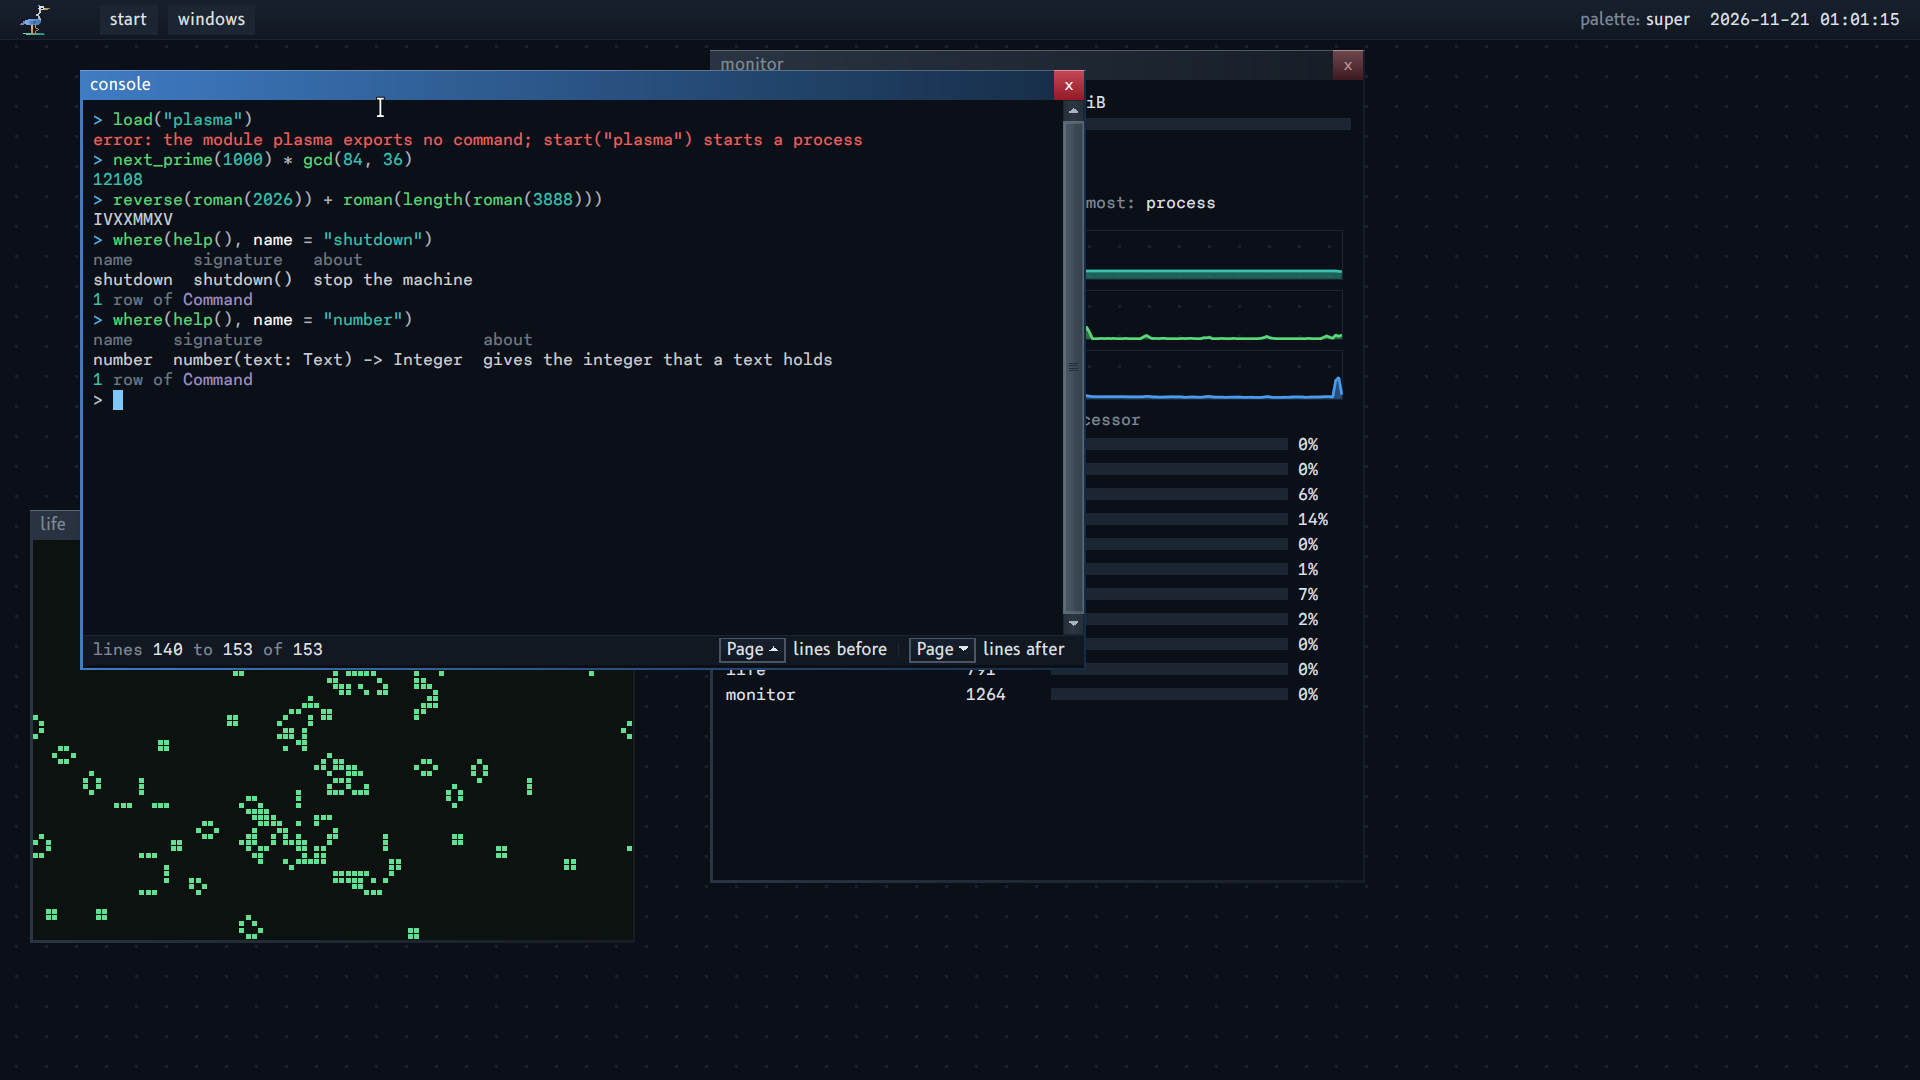 start windows palette: super 2026-11-21 01:01:15
monitor x
console x
iB
> load("plasma")
error: the module plasma exports no command; start("plasma") starts a process
> next_prime(1000) * gcd(84, 36)
12108
> reverse(roman(2026)) + roman(length(roman(3888)))
IVXXMMXV
> where(help(), name = "shutdown")
name signature about
shutdown shutdown() stop the machine
1 row of Command
> where(help(), name = "number")
name signature about
number number(text: Text) -> Integer gives the integer that a text holds
1 row of Command
>
lines 140 to 153 of 153 Page lines before Page lines after
most: process
cessor
0%
0%
6%
14%
0%
1%
7%
2%
0%
life 791 0%
monitor 1264 0%
life